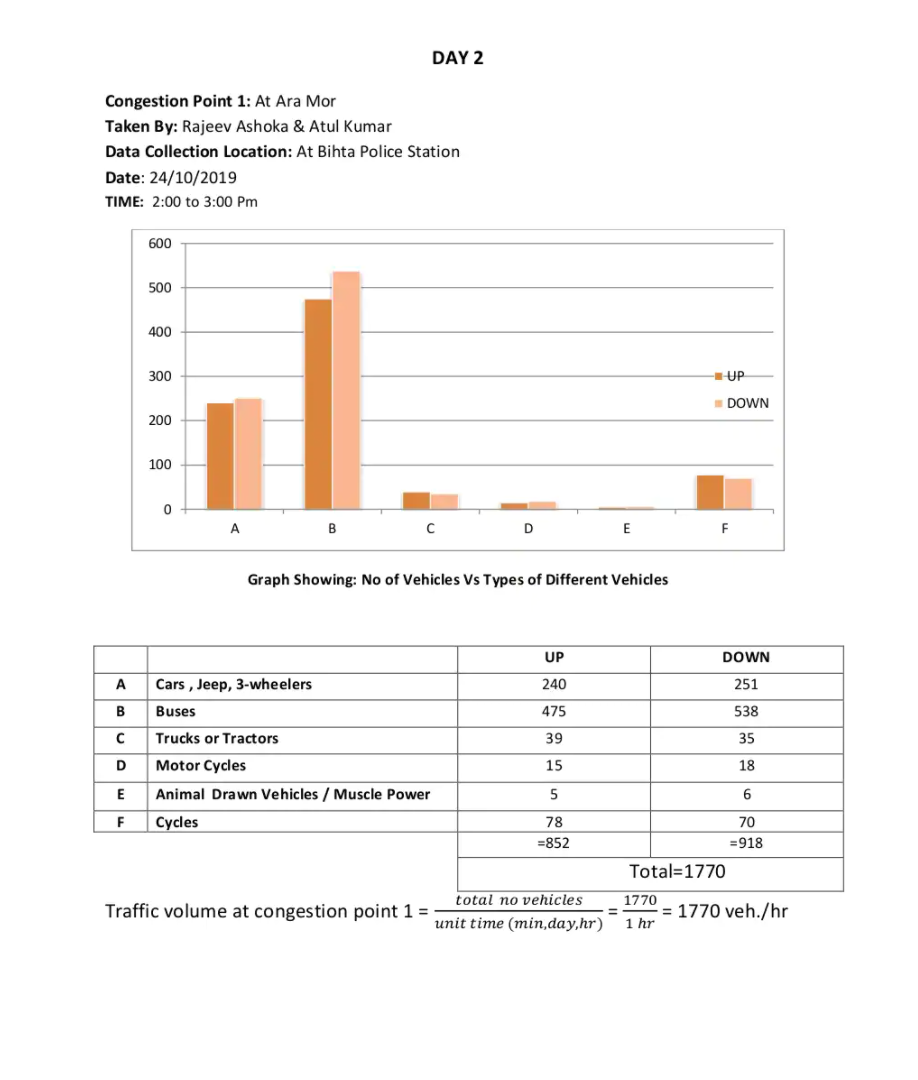 DAY 2
Congestion Point 1: At Ara Mor
Taken By: Rajeev Ashoka & Atul Kumar
Data Collection Location: At Bihta Police Station
Date: 24/10/2019
TIME: 2:00 to 3:00 Pm
600
500
400
300
200
100
0
A B C D E F
UP
DOWN
Graph Showing: No of Vehicles Vs Types of Different Vehicles
UP DOWN
A Cars , Jeep, 3-wheelers 240 251
B Buses 475 538
C Trucks or Tractors 39 35
D Motor Cycles 15 18
E Animal Drawn Vehicles / Muscle Power 5 6
F Cycles 78 70
=852 =918
Total=1770
Traffic volume at congestion point 1 = total no vehicles / unit time (min,day,hr) = 1770 / 1 hr = 1770 veh./hr